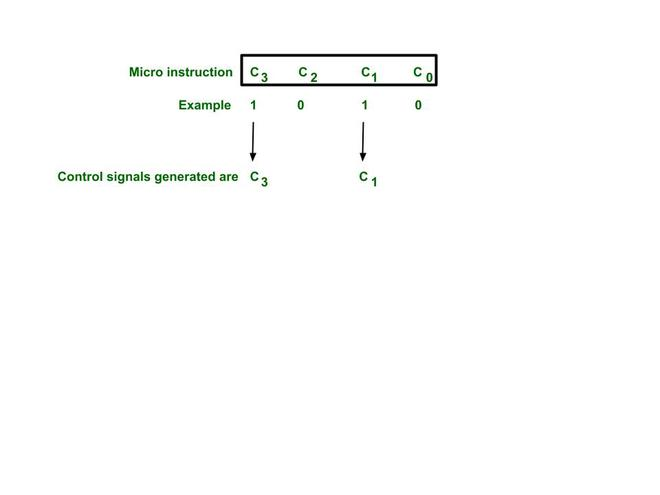 Micro instruction C3 C2 C1 C0
Example 1 0 1 0
Control signals generated are C3 C1